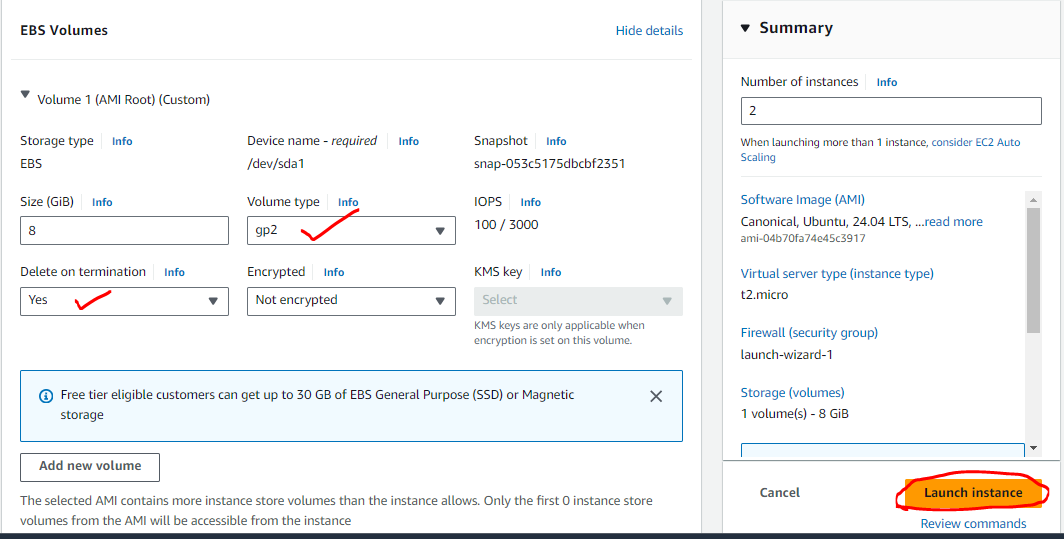 EBS Volumes
Hide details
Volume 1 (AMI Root) (Custom)
Storage type Info
Device name - required Info
Snapshot Info
EBS
/dev/sda1
snap-053c5175dbcbf2351
Size (GiB) Info
Volume type Info
IOPS Info
8
gp2
100 / 3000
Delete on termination Info
Encrypted Info
KMS key Info
Yes
Not encrypted
Select
KMS keys are only applicable when
encryption is set on this volume.
Free tier eligible customers can get up to 30 GB of EBS General Purpose (SSD) or Magnetic
storage
Add new volume
The selected AMI contains more instance store volumes than the instance allows. Only the first 0 instance store
volumes from the AMI will be accessible from the instance
Summary
Number of instances Info
2
When launching more than 1 instance, consider EC2 Auto
Scaling
Software Image (AMI)
Canonical, Ubuntu, 24.04 LTS, ...read more
ami-04b70fa74e45c3917
Virtual server type (instance type)
t2.micro
Firewall (security group)
launch-wizard-1
Storage (volumes)
1 volume(s) - 8 GiB
Cancel
Launch instance
Review commands